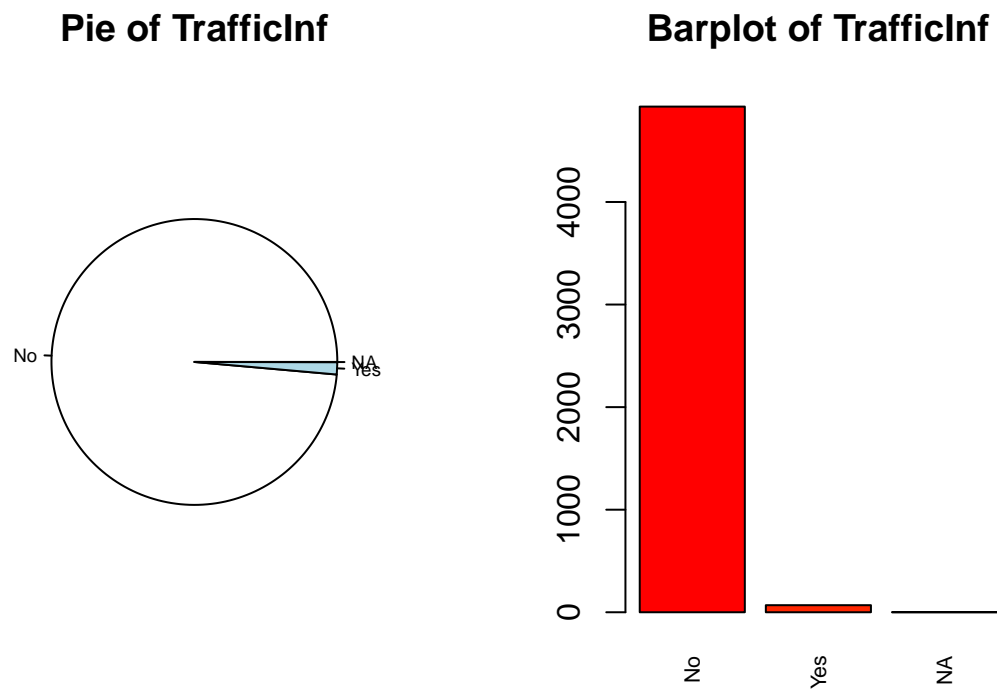 Pie of TrafficInf
No
NA
Yes
Barplot of TrafficInf
4000
3000
2000
1000
0
No
Yes
NA